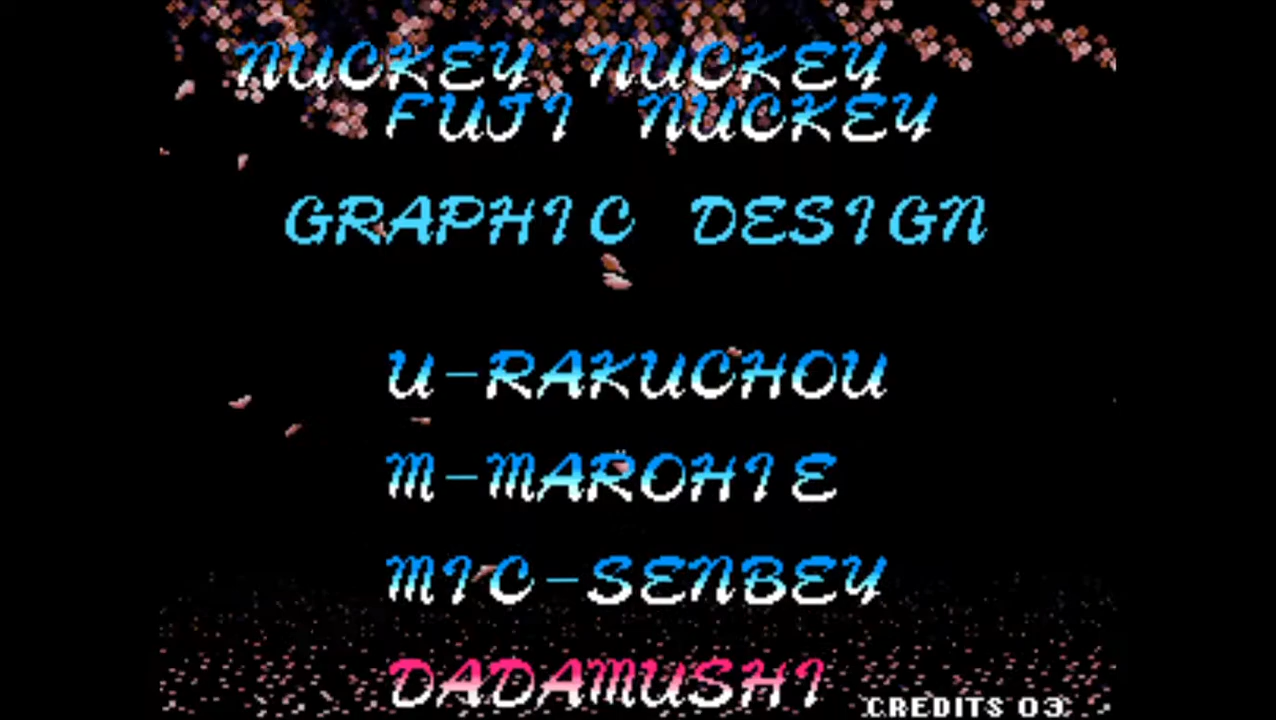 NUCKEY NUCKEY
FUJI NUCKEY
GRAPHIC DESIGN
U-RAKUCHOU
M-MAROHIE
MIC-SENBEY
DADAMUSHI
CREDITS 03